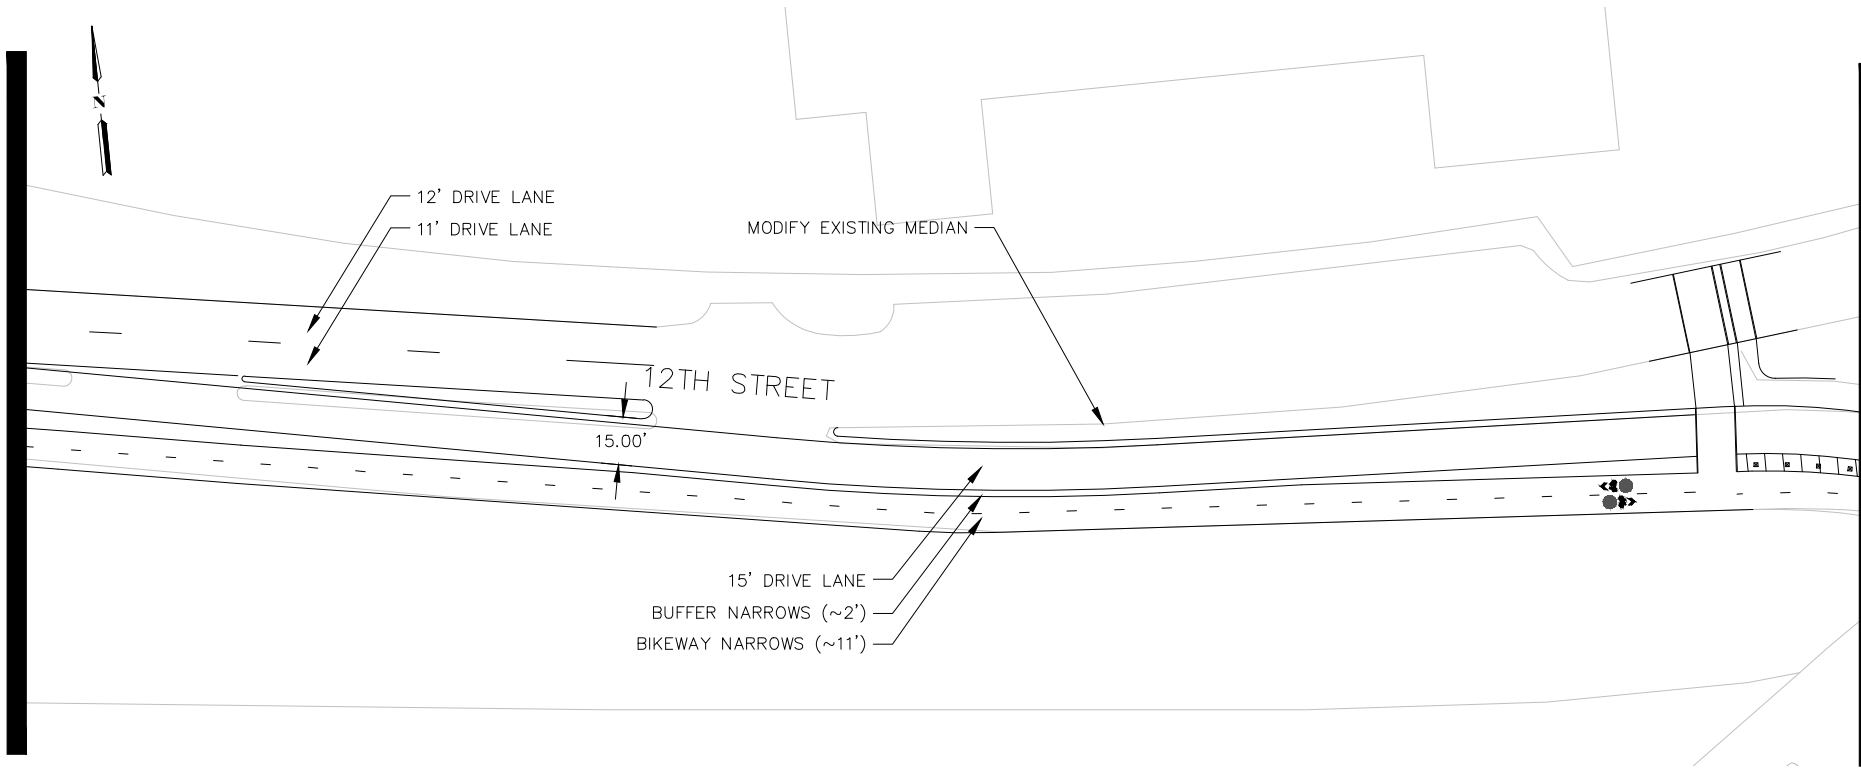 N
12' DRIVE LANE
11' DRIVE LANE
MODIFY EXISTING MEDIAN
12TH STREET
15.00'
15' DRIVE LANE
BUFFER NARROWS (~2')
BIKEWAY NARROWS (~11')